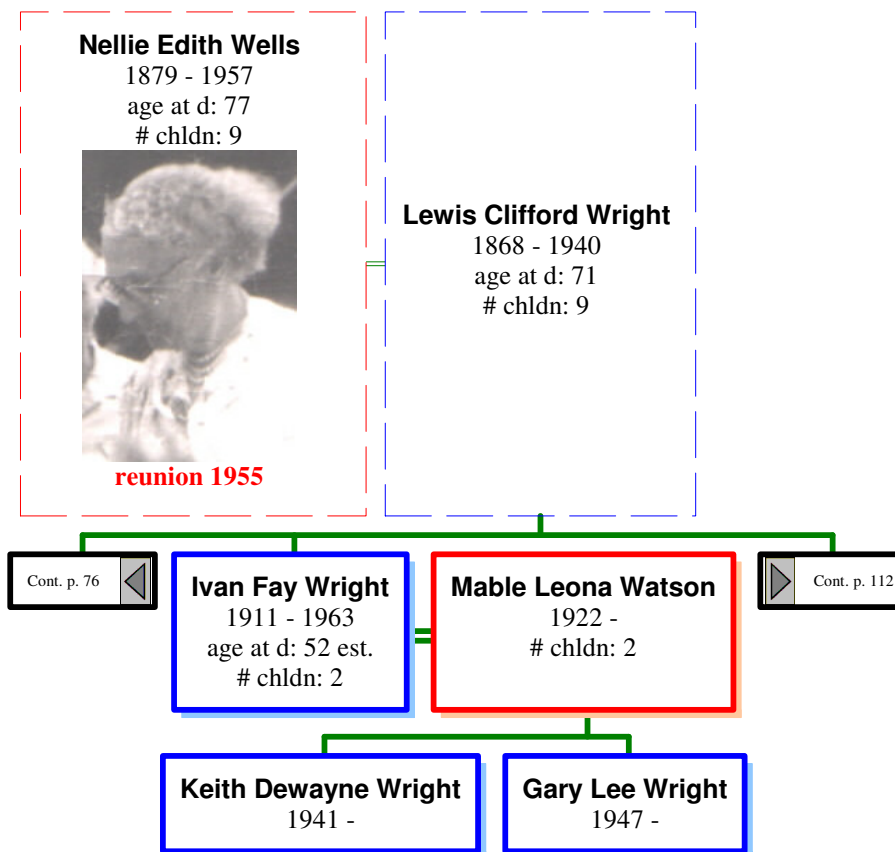 Nellie Edith Wells
1879 - 1957
age at d: 77
# chldn: 9
reunion 1955
Lewis Clifford Wright
1868 - 1940
age at d: 71
# chldn: 9
Cont. p. 76
Ivan Fay Wright
1911 - 1963
age at d: 52 est.
# chldn: 2
Mable Leona Watson
1922 -
# chldn: 2
Cont. p. 112
Keith Dewayne Wright
1941 -
Gary Lee Wright
1947 -